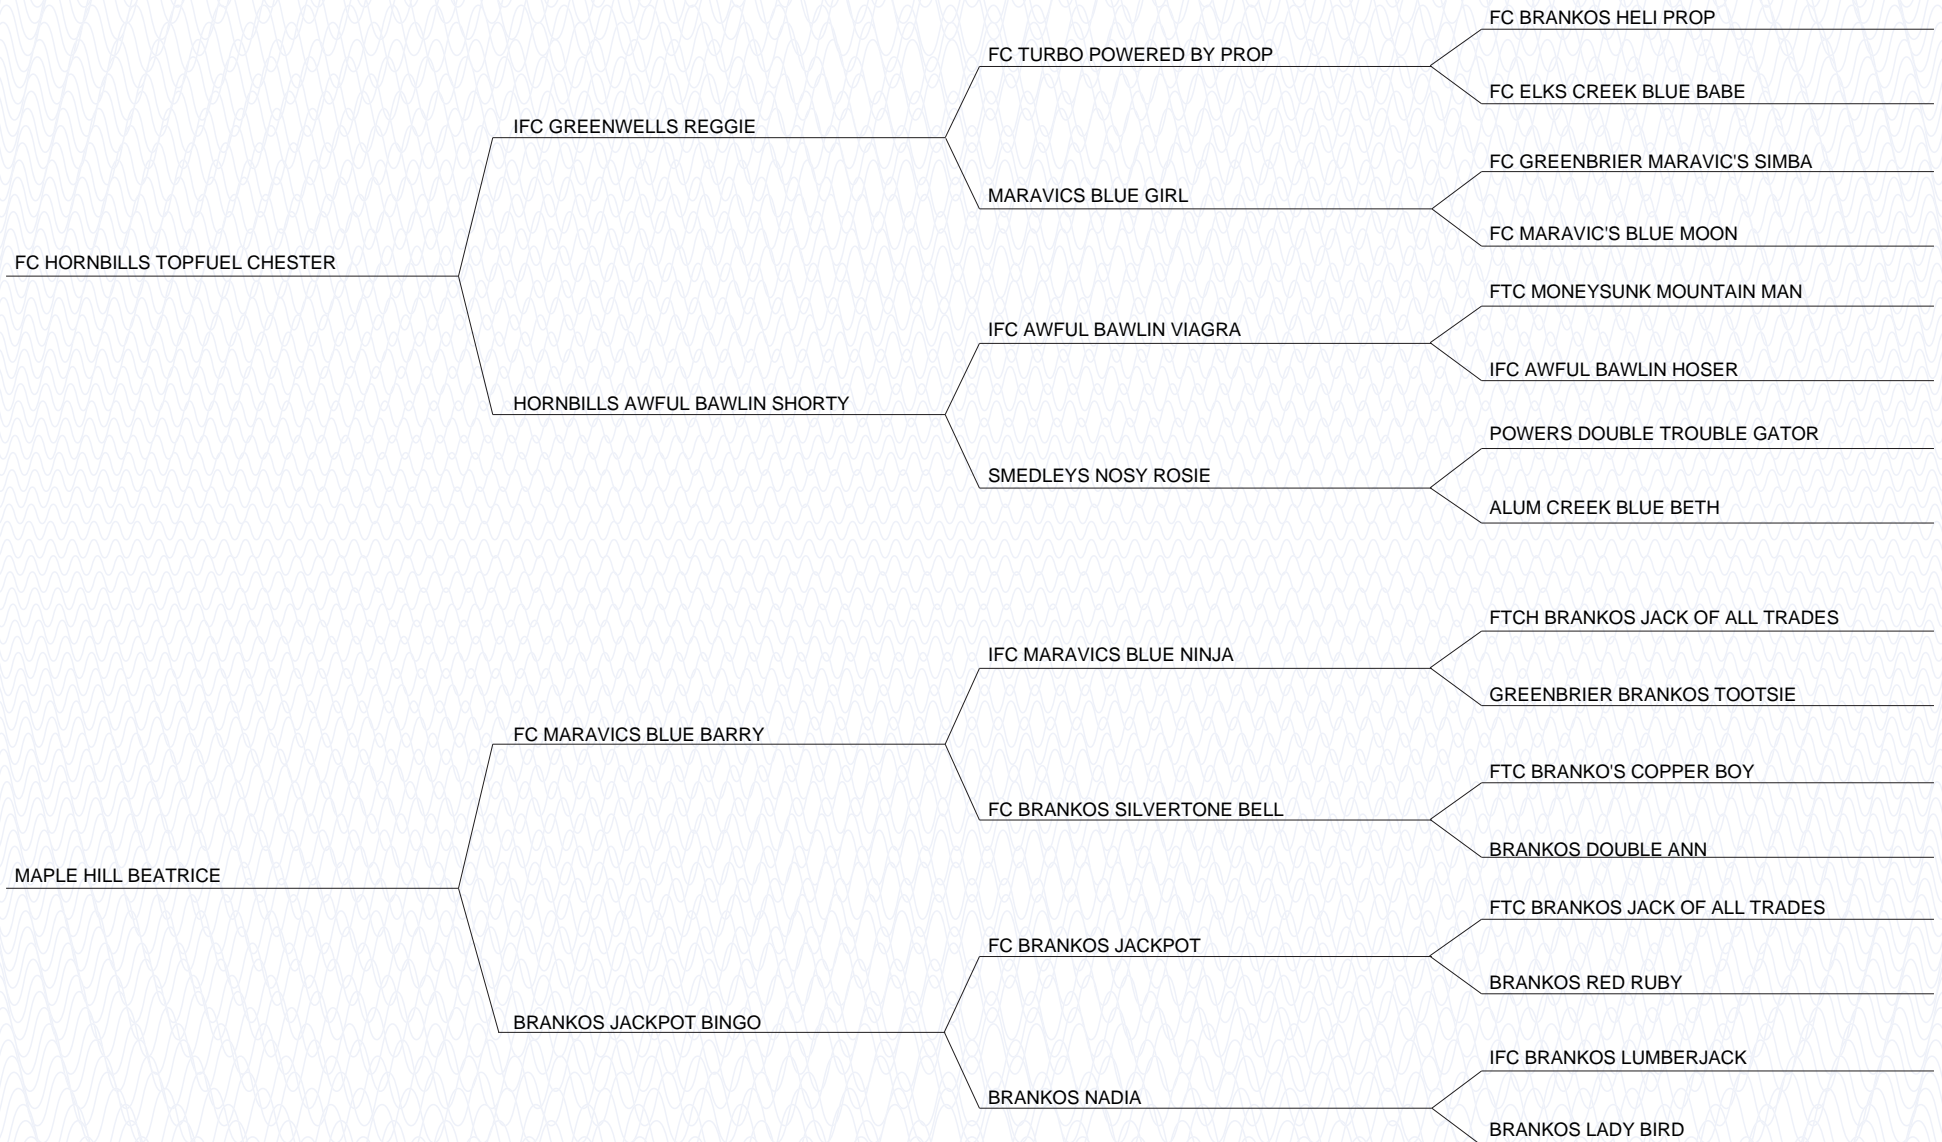 FC BRANKOS HELI PROP
FC TURBO POWERED BY PROP
FC ELKS CREEK BLUE BABE
IFC GREENWELLS REGGIE
FC GREENBRIER MARAVIC'S SIMBA
MARAVICS BLUE GIRL
FC MARAVIC'S BLUE MOON
FC HORNBILLS TOPFUEL CHESTER
FTC MONEYSUNK MOUNTAIN MAN
IFC AWFUL BAWLIN VIAGRA
IFC AWFUL BAWLIN HOSER
HORNBILLS AWFUL BAWLIN SHORTY
POWERS DOUBLE TROUBLE GATOR
SMEDLEYS NOSY ROSIE
ALUM CREEK BLUE BETH
FTCH BRANKOS JACK OF ALL TRADES
IFC MARAVICS BLUE NINJA
GREENBRIER BRANKOS TOOTSIE
FC MARAVICS BLUE BARRY
FTC BRANKO'S COPPER BOY
FC BRANKOS SILVERTONE BELL
BRANKOS DOUBLE ANN
MAPLE HILL BEATRICE
FTC BRANKOS JACK OF ALL TRADES
FC BRANKOS JACKPOT
BRANKOS RED RUBY
BRANKOS JACKPOT BINGO
IFC BRANKOS LUMBERJACK
BRANKOS NADIA
BRANKOS LADY BIRD